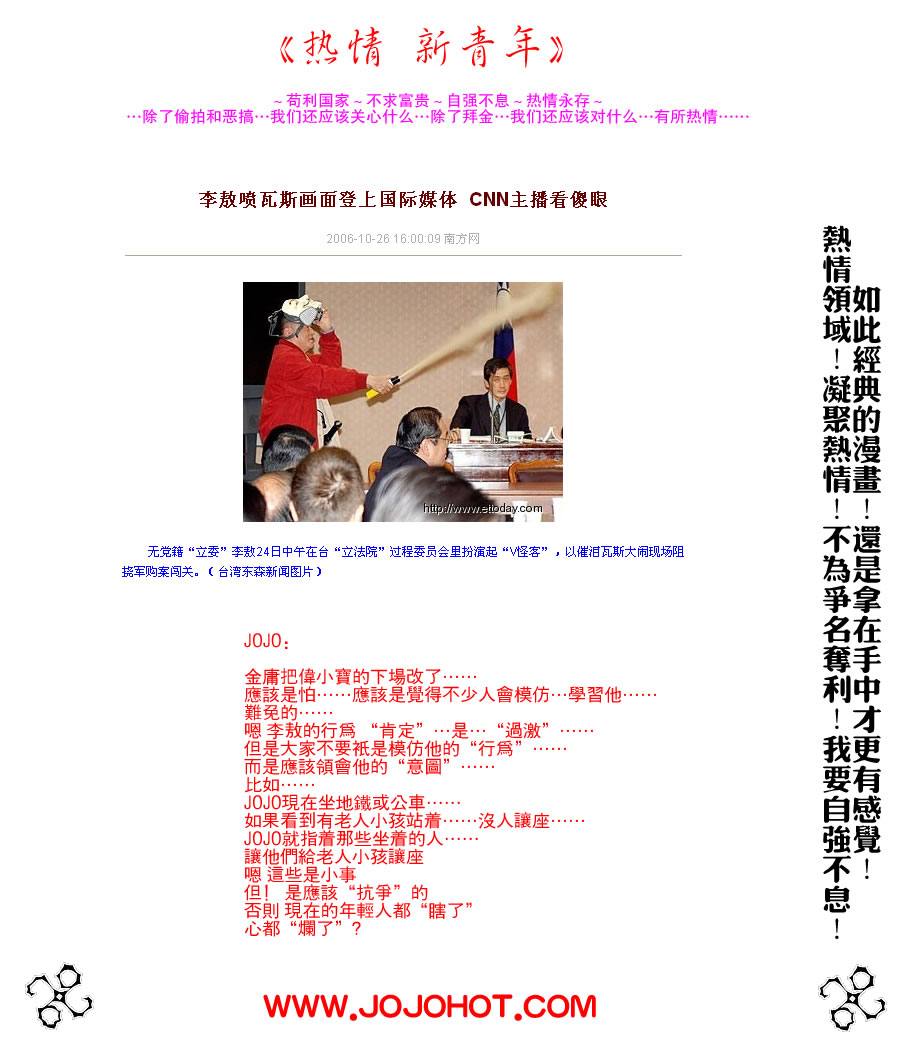 《热情 新青年》
~苟利国家~不求富贵~自强不息~热情永存~
…除了偷拍和恶搞…我们还应该关心什么…除了拜金…我们还应该对什么…有所热情……
李敖喷瓦斯画面登上国际媒体 CNN主播看傻眼
2006-10-26 16:00:09 南方网
http://www.ettoday.com
无党籍“立委”李敖24日中午在台“立法院”过程委员会里扮演起“V怪客”，以催泪瓦斯大闹现场阻
挠军购案闯关。（台湾东森新闻图片）
JOJO：
金庸把偉小寶的下場改了……
應該是怕……應該是覺得不少人會模仿…學習他……
難免的……
嗯 李敖的行爲 “肯定” …是… “過激” ……
但是大家不要衹是模仿他的 “行爲” ……
而是應該領會他的 “意圖” ……
比如……
JOJO現在坐地鐵或公車……
如果看到有老人小孩站着……沒人讓座……
JOJO就指着那些坐着的人……
讓他們給老人小孩讓座
嗯 這些是小事
但！ 是應該 “抗爭” 的
否則 現在的年輕人都 “瞎了”
心都 “爛了” ？
如此經典的漫畫！還是拿在手中才更有感覺！
熱情領域！凝聚熱情！不為爭名奪利！我要自強不息！
WWW.JOJOHOT.COM